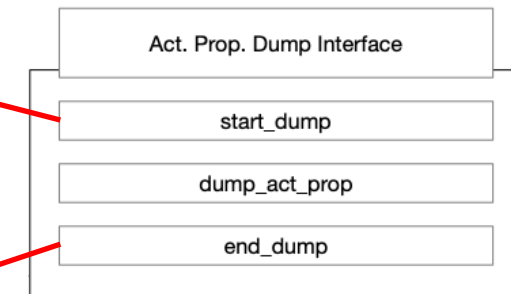 Act. Prop. Dump Interface
start_dump
dump_act_prop
end_dump